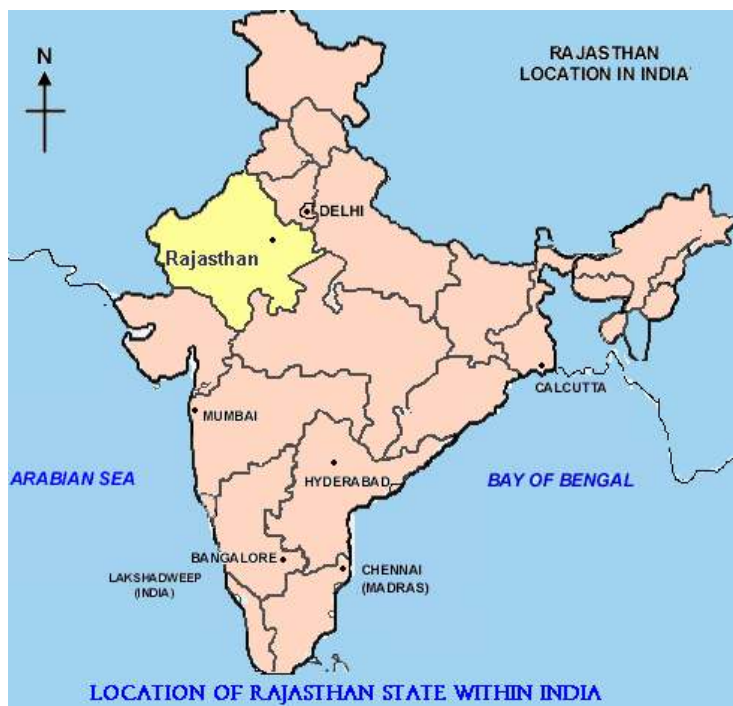 N
RAJASTHAN
LOCATION IN INDIA
DELHI
Rajasthan
CALCUTTA
MUMBAI
ARABIAN SEA
HYDERABAD
BAY OF BENGAL
BANGALORE
CHENNAI
(MADRAS)
LAKSHADWEEP
(INDIA)
LOCATION OF RAJASTHAN STATE WITHIN INDIA